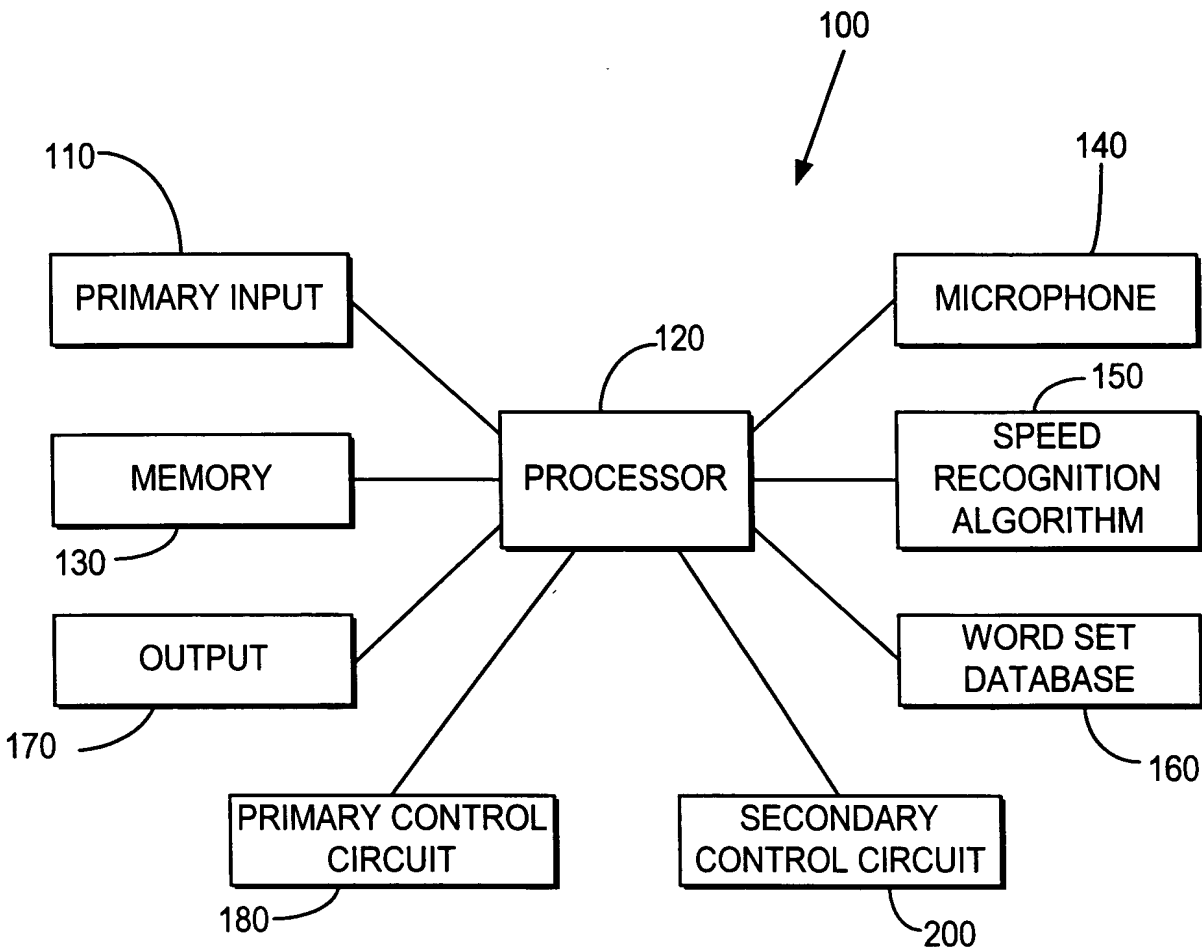 100
110
140
PRIMARY INPUT
MICROPHONE
120
150
MEMORY
PROCESSOR
SPEED
RECOGNITION
ALGORITHM
130
OUTPUT
WORD SET
DATABASE
170
160
PRIMARY CONTROL
CIRCUIT
SECONDARY
CONTROL CIRCUIT
180
200